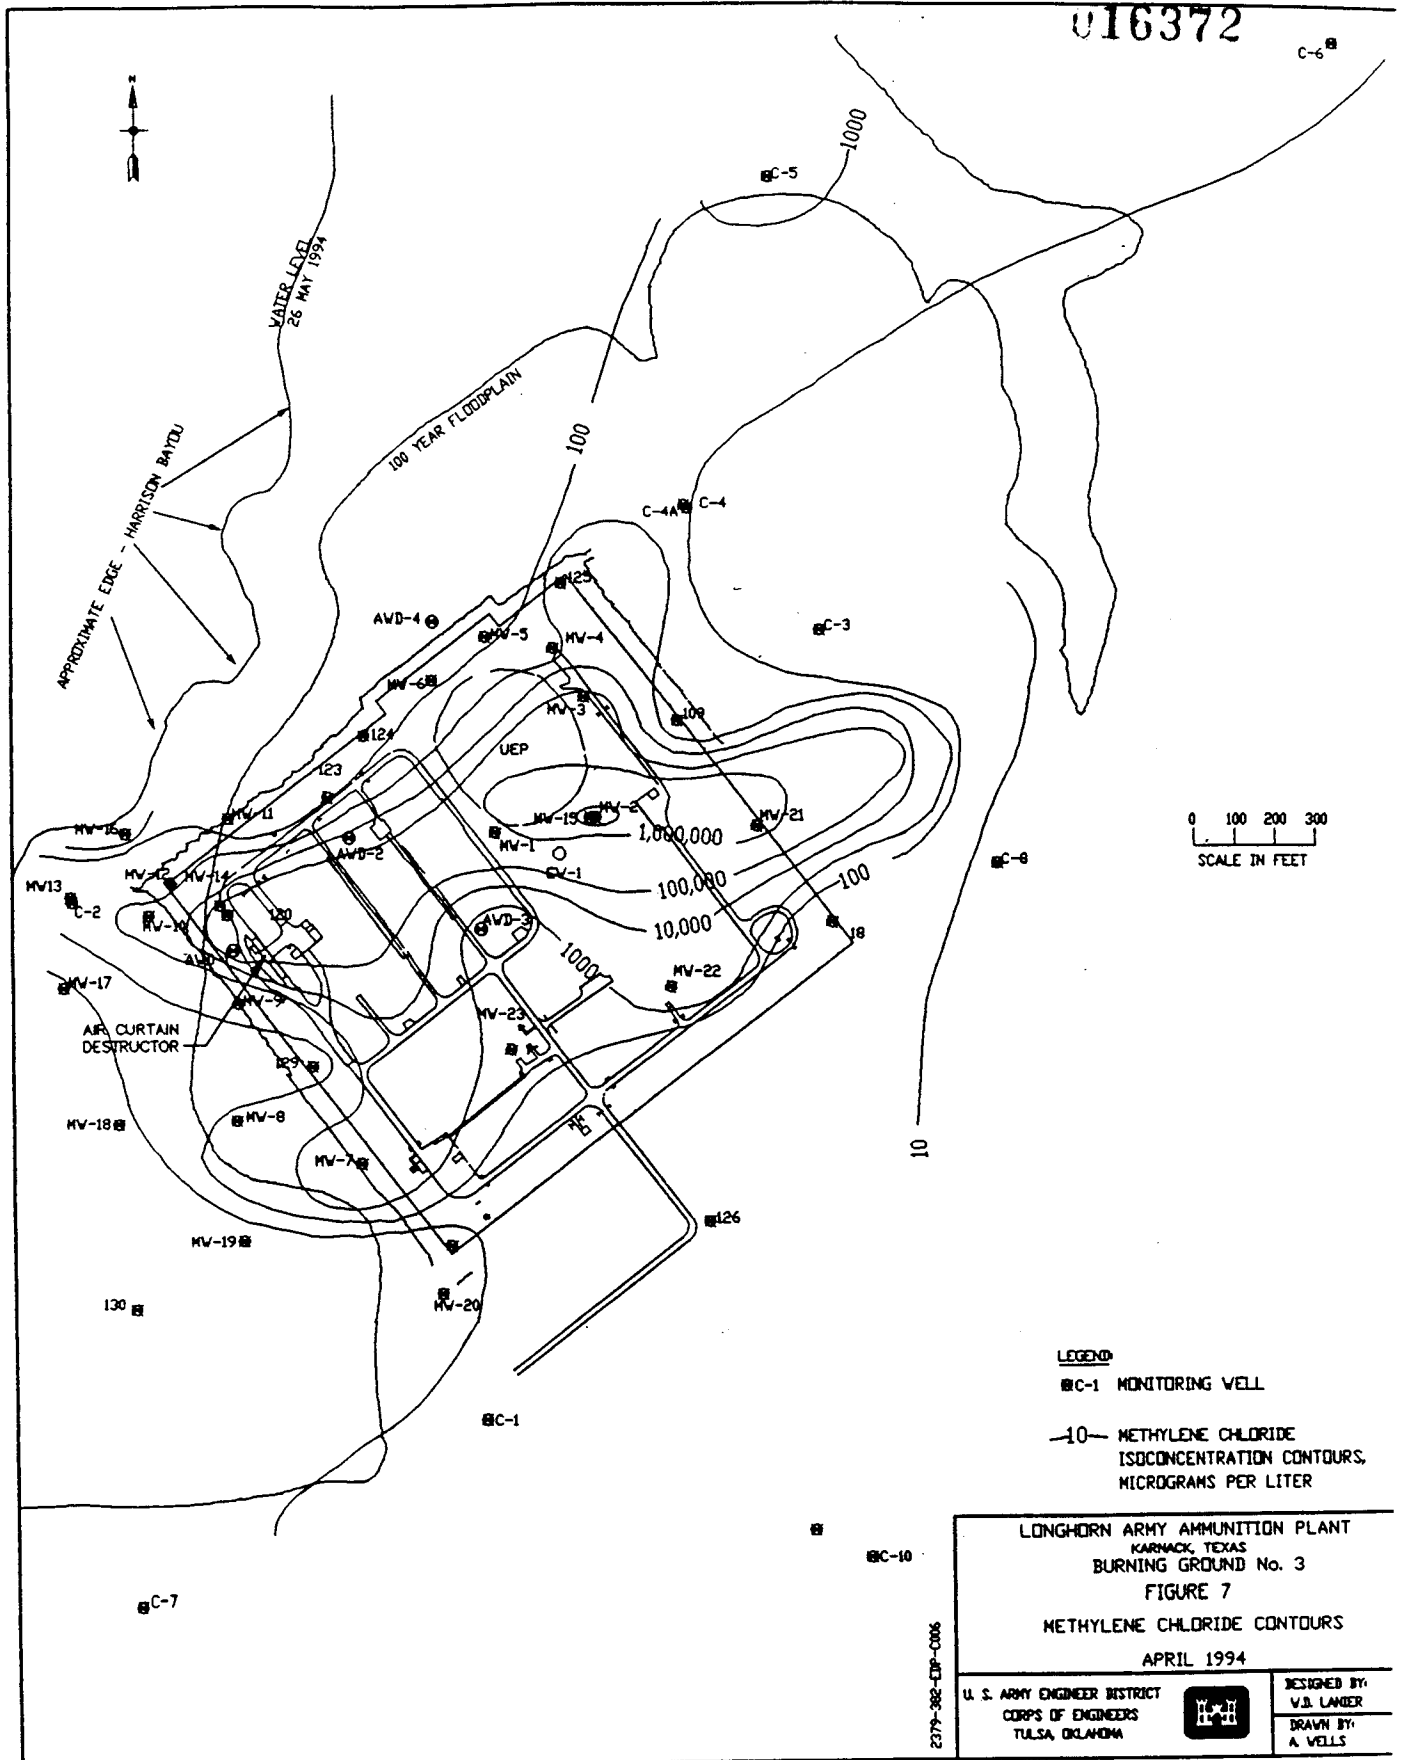 016372
C-6
N
1000
C-5
WATER LEVEL
26 MAY 1994
100 YEAR FLOODPLAIN
100
APPROXIMATE EDGE - HARRISON BAYOU
C-4A
C-4
125
AWD-4
MW-5
MW-4
C-3
MW-6
MW-3
109
124
UEP
123
MW-16
MW-11
MW-15
MW-2
MW-21
MW-1
1,000,000
AWD-2
0 100 200 300
SCALE IN FEET
C-8
MW-12
MW-14
MW13
C-2
100,000
100
MW-10
120
AWD-3
10,000
18
1000
MW-17
MW-22
MW-9
MW-23
AIR CURTAIN
DESTRUCTOR
129
MW-18
MW-8
10
MW-7
126
MW-19
130
MW-20
C-1
LEGEND:
C-1 MONITORING WELL
10 METHYLENE CHLORIDE
ISOCONCENTRATION CONTOURS,
MICROGRAMS PER LITER
C-10
C-7
2379-382-EDP-C006
LONGHORN ARMY AMMUNITION PLANT
KARNACK, TEXAS
BURNING GROUND No. 3
FIGURE 7
METHYLENE CHLORIDE CONTOURS
APRIL 1994
U. S. ARMY ENGINEER DISTRICT
CORPS OF ENGINEERS
TULSA, OKLAHOMA
DESIGNED BY:
V.D. LANIER
DRAWN BY:
A. WELLS